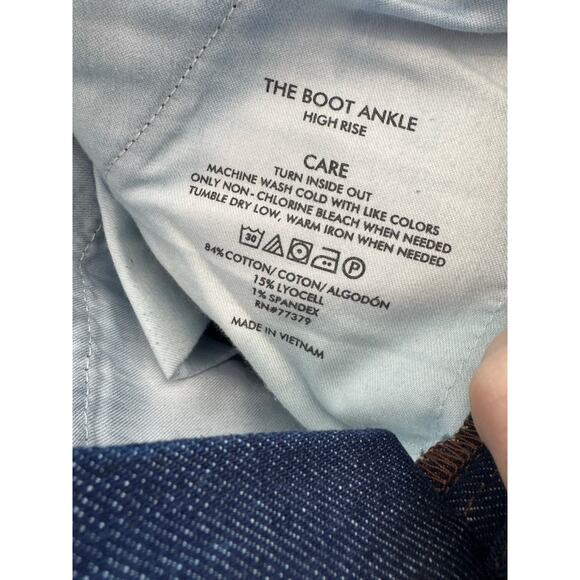 THE BOOT ANKLE
HIGH RISE
CARE
TURN INSIDE OUT
MACHINE WASH COLD WITH LIKE COLORS
ONLY NON - CHLORINE BLEACH WHEN NEEDED
TUMBLE DRY LOW, WARM IRON WHEN NEEDED
30 P
84% COTTON/ COTON/ ALGODÓN
15% LYOCELL
1% SPANDEX
RN#77379
MADE IN VIETNAM